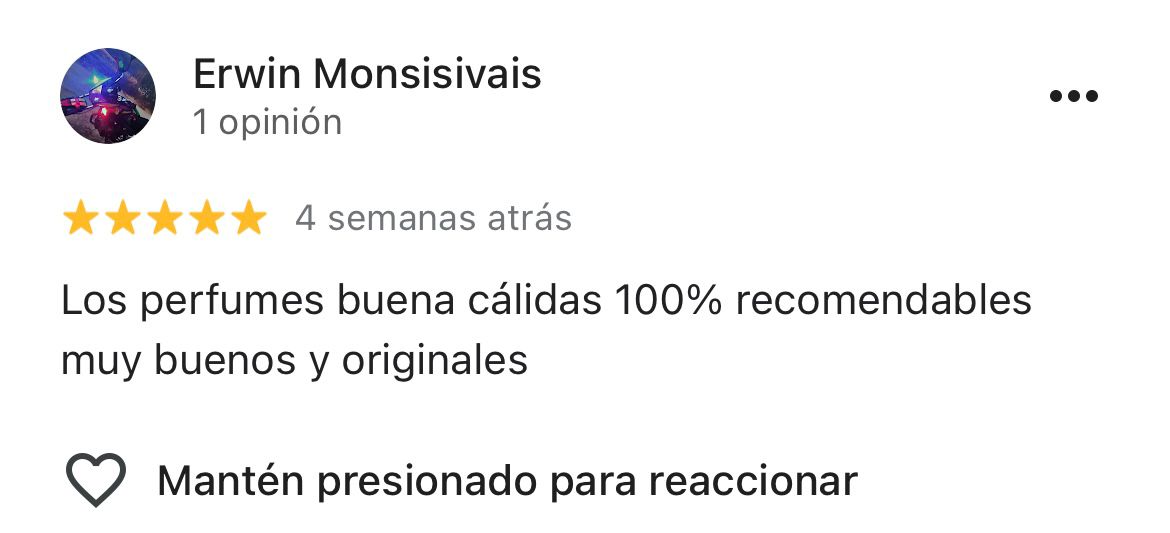 Erwin Monsisivais
1 opinión
4 semanas atrás
Los perfumes buena cálidas 100% recomendables
muy buenos y originales
Mantén presionado para reaccionar